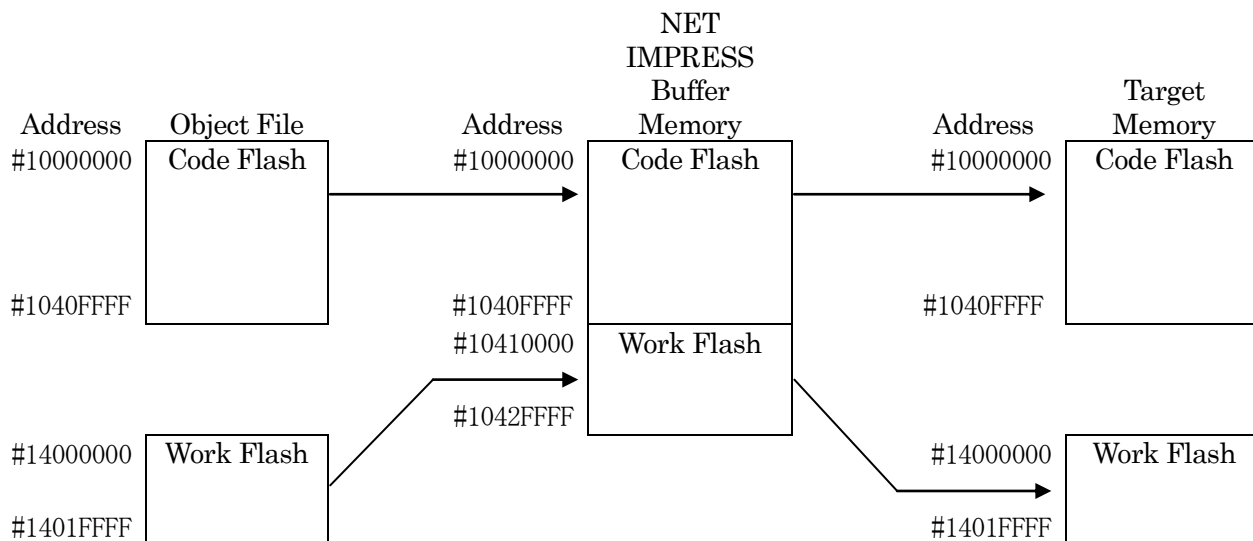 NET
IMPRESS
Buffer
Memory
Target
Memory
Address
Object File
Address
Address
#10000000
Code Flash
#10000000
Code Flash
#10000000
Code Flash
#1040FFFF
#1040FFFF
#1040FFFF
#10410000
Work Flash
#1042FFFF
#14000000
Work Flash
#14000000
Work Flash
#1401FFFF
#1401FFFF